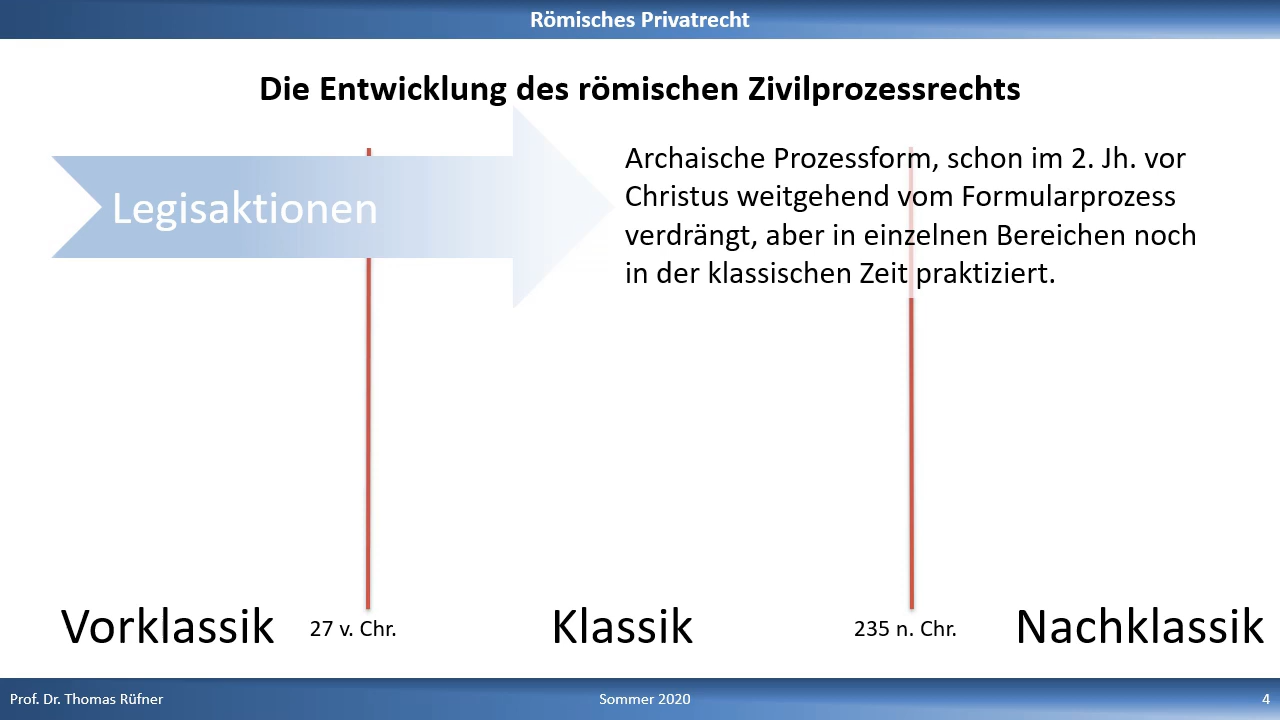 Römisches Privatrecht
Die Entwicklung des römischen Zivilprozessrechts
Legisaktionen
Archaische Prozessform, schon im 2. Jh. vor
Christus weitgehend vom Formularprozess
verdrängt, aber in einzelnen Bereichen noch
in der klassischen Zeit praktiziert.
Vorklassik
27 v. Chr.
Klassik
235 n. Chr.
Nachklassik
Prof. Dr. Thomas Rüfner
Sommer 2020
4